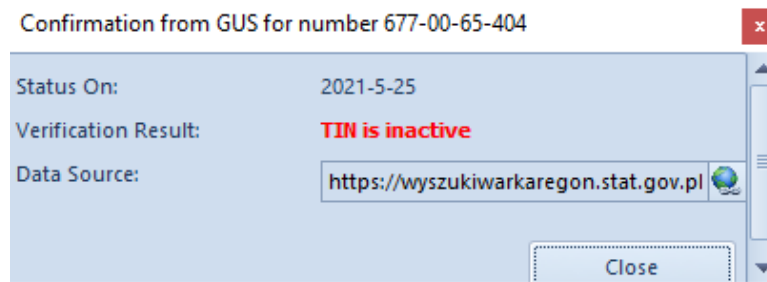 Confirmation from GUS for number 677-00-65-404
x
Status On: 2021-5-25
Verification Result: TIN is inactive
Data Source: https://wyszukiwarkaregon.stat.gov.pl
Close